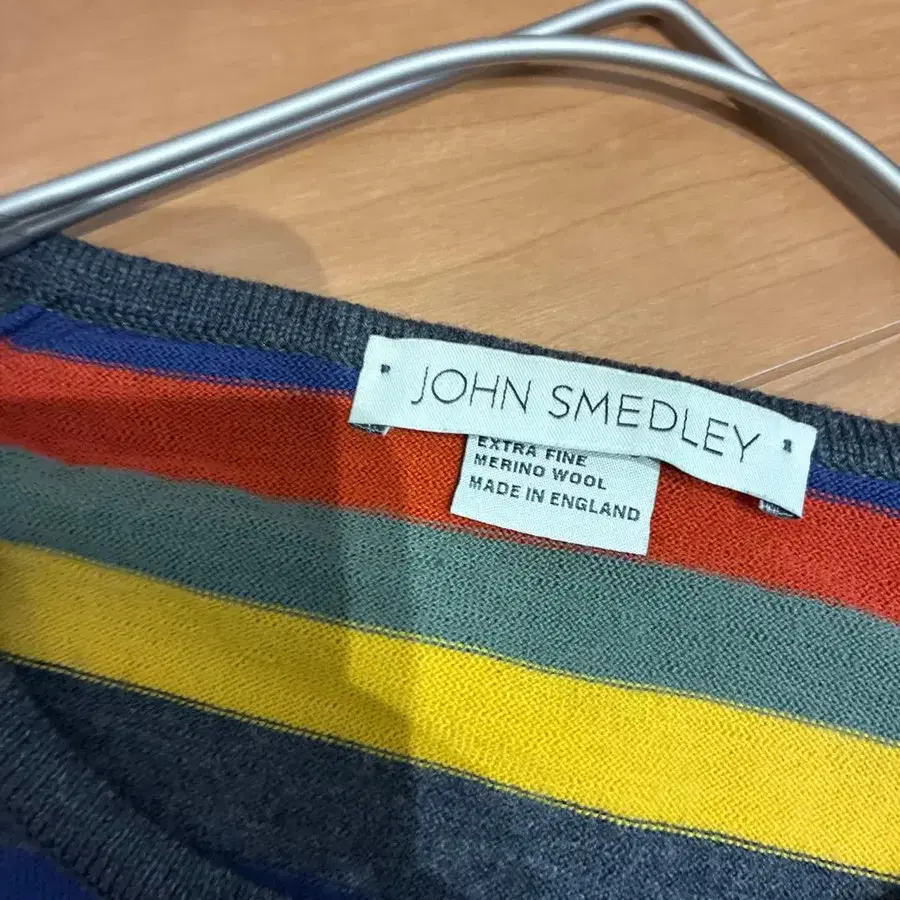 JOHN SMEDLEY
EXTRA FINE
MERINO WOOL
MADE IN ENGLAND